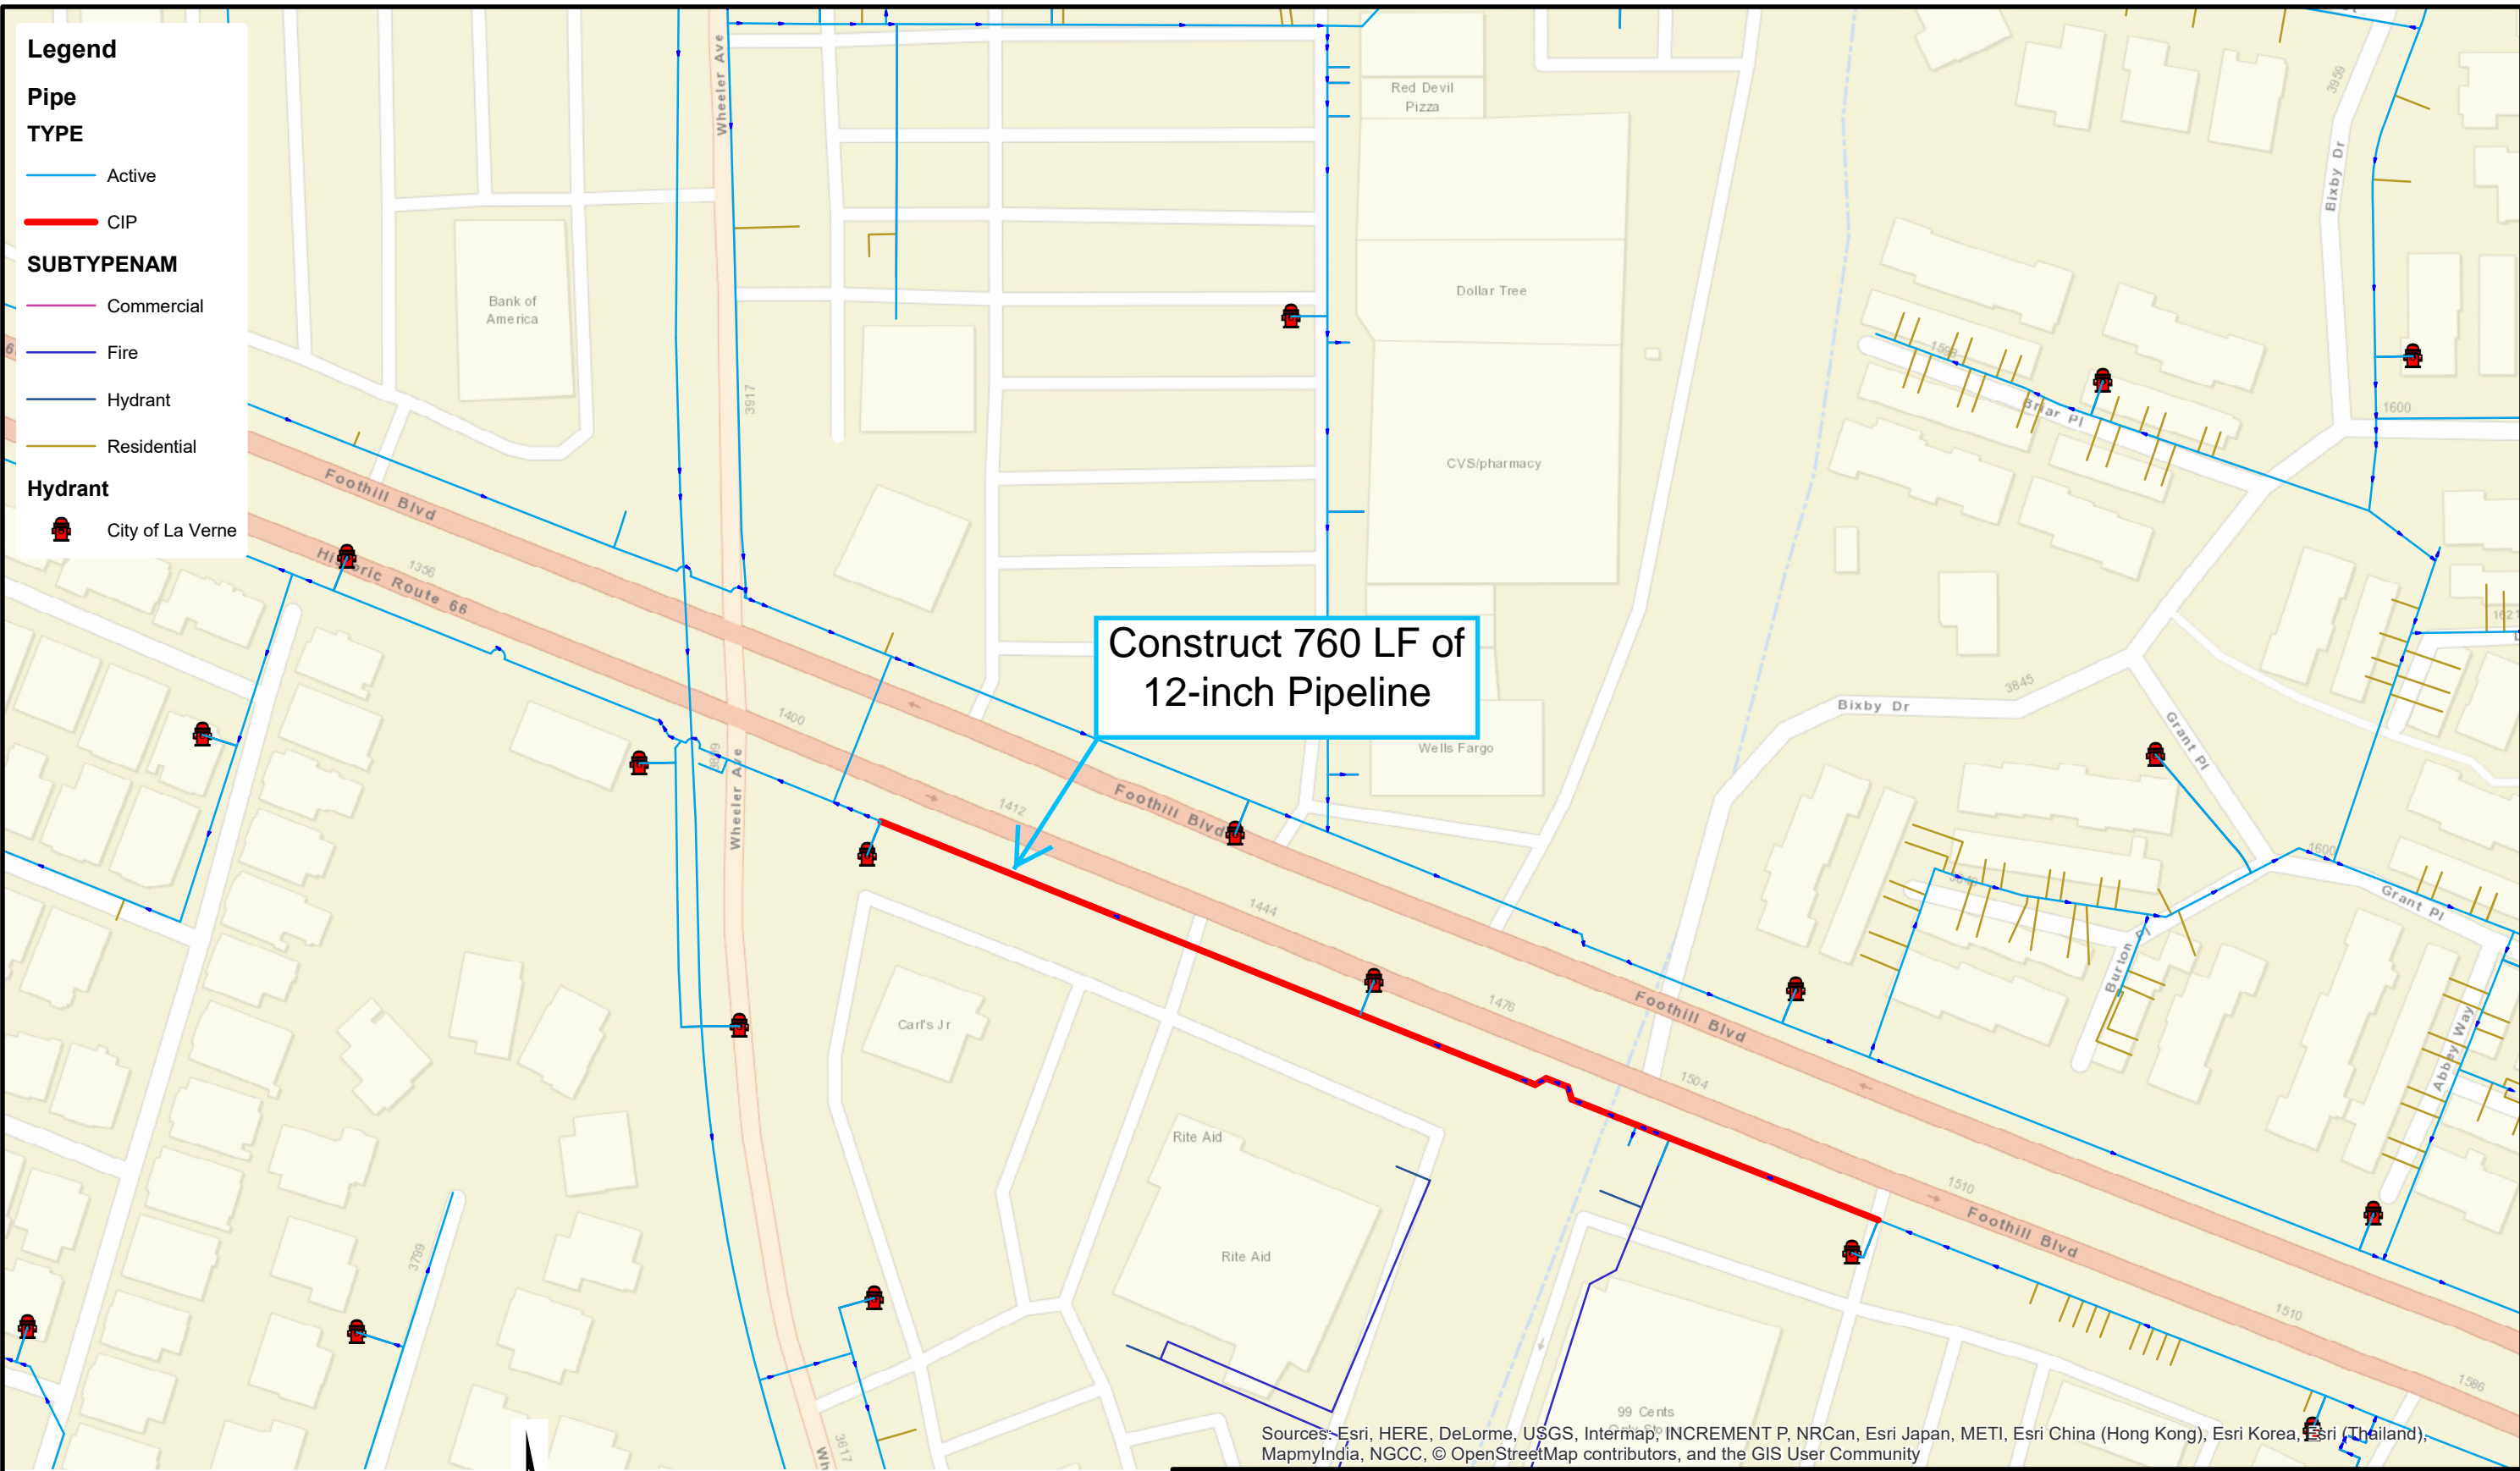 Legend
Pipe
TYPE
Active
CIP
SUBTYPENAM
Commercial
Fire
Hydrant
Residential
Hydrant
City of La Verne
Wheeler Ave
Red Devil
Pizza
3959
Bixby Dr
Bank of
America
Dollar Tree
3917
1598
Briar Pl
1600
CVS/pharmacy
Foothill Blvd
Historic Route 66
1356
Construct 760 LF of
12-inch Pipeline
1400
Wheeler Ave
Wells Fargo
Bixby Dr
3845
Grant Pl
Foothill Blvd
1412
1444
1600
Grant Pl
Burton Pl
Abbey Way
Carl's Jr
1476
Foothill Blvd
1504
Rite Aid
Rite Aid
1510
Foothill Blvd
1510
1586
3799
3617
99 Cents
Sources: Esri, HERE, DeLorme, USGS, Intermap, INCREMENT P, NRCan, Esri Japan, METI, Esri China (Hong Kong), Esri Korea, Esri (Thailand),
MapmyIndia, NGCC, © OpenStreetMap contributors, and the GIS User Community